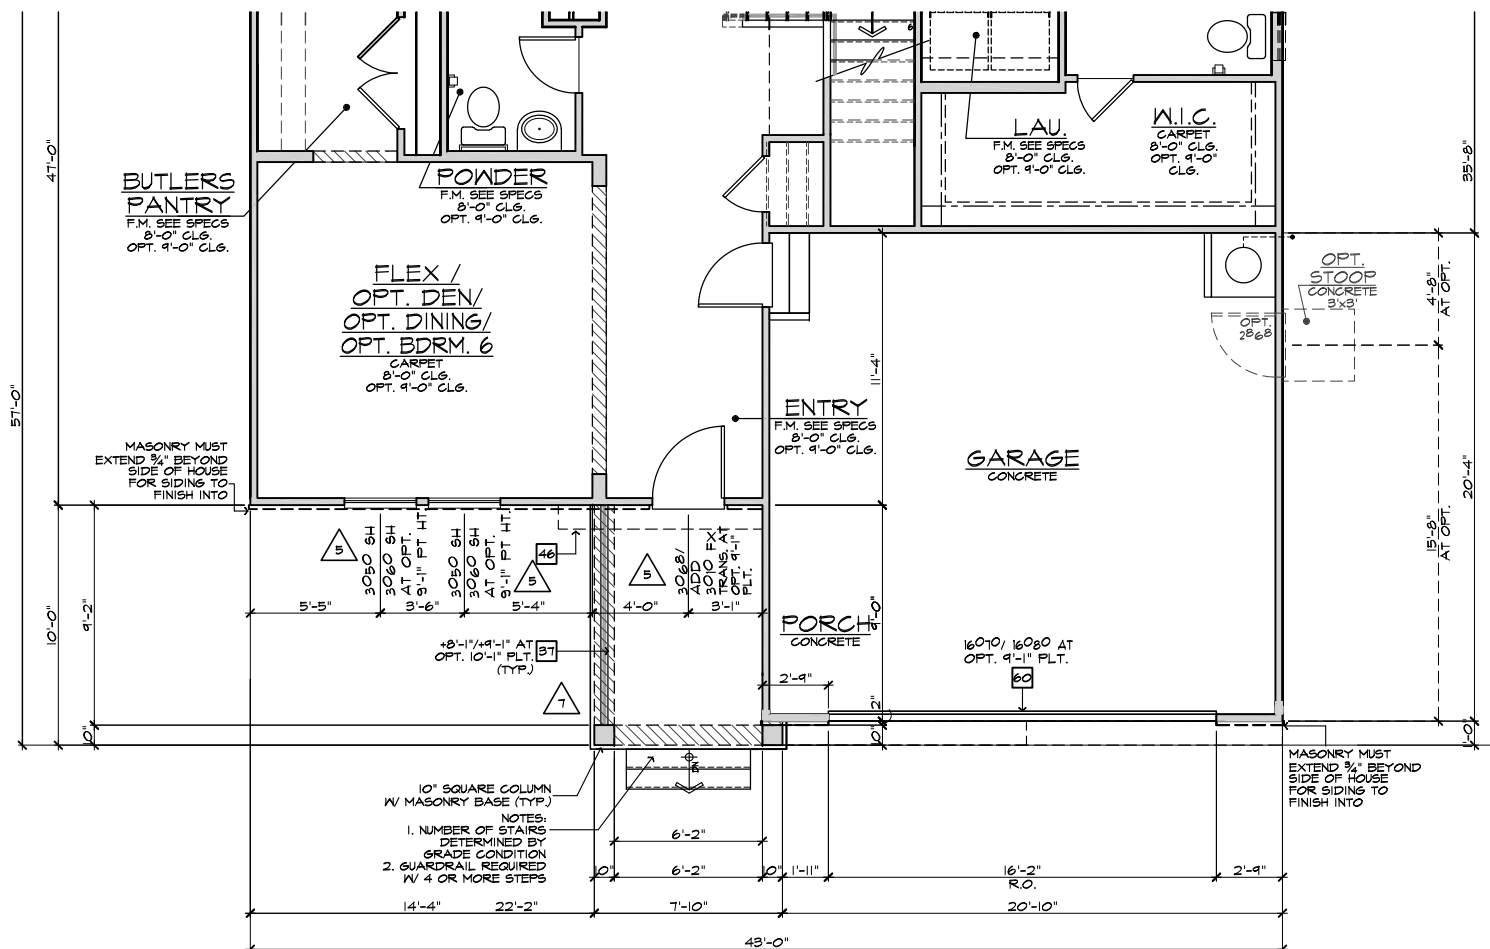 47'-0"
57'-0"
BUTLERS
PANTRY
F.M. SEE SPECS
8'-0" CLG.
OPT. 9'-0" CLG.
POWDER
F.M. SEE SPECS
8'-0" CLG.
OPT. 9'-0" CLG.
LAU.
F.M. SEE SPECS
8'-0" CLG.
OPT. 9'-0" CLG.
W.I.C.
CARPET
8'-0" CLG.
OPT. 9'-0"
CLG.
35'-8"
FLEX /
OPT. DEN/
OPT. DINING/
OPT. BDRM. 6
CARPET
8'-0" CLG.
OPT. 9'-0" CLG.
OPT.
STOOP
CONCRETE
3'x3'
OPT.
2868
4'-8"
AT OPT.
11'-4"
ENTRY
F.M. SEE SPECS
8'-0" CLG.
OPT. 9'-0" CLG.
GARAGE
CONCRETE
20'-4"
15'-8"
AT OPT.
MASONRY MUST
EXTEND ¾" BEYOND
SIDE OF HOUSE
FOR SIDING TO
FINISH INTO
5
3050 SH
3060 SH
AT OPT.
9'-1" PT HT.
3050 SH
3060 SH
AT OPT.
9'-1" PT HT.
5
46
5
3068/
ADD
3010 FX
TRANS. AT
OPT. 9'-1"
PLT.
5'-5"
3'-6"
5'-4"
4'-0"
3'-1"
10'-0"
9'-2"
10"
PORCH
CONCRETE
9'-0"
+8'-1"/+9'-1" AT
OPT. 10'-1" PLT.
(TYP.)
37
7
16070/ 16080 AT
OPT. 9'-1" PLT.
60
2'-9"
2"
10"
1'-0"
MASONRY MUST
EXTEND ¾" BEYOND
SIDE OF HOUSE
FOR SIDING TO
FINISH INTO
DN
10" SQUARE COLUMN
W/ MASONRY BASE (TYP.)
NOTES:
1. NUMBER OF STAIRS
DETERMINED BY
GRADE CONDITION
2. GUARDRAIL REQUIRED
W/ 4 OR MORE STEPS
6'-2"
10"
6'-2"
10"
1'-11"
16'-2"
R.O.
2'-9"
14'-4"
22'-2"
7'-10"
20'-10"
43'-0"